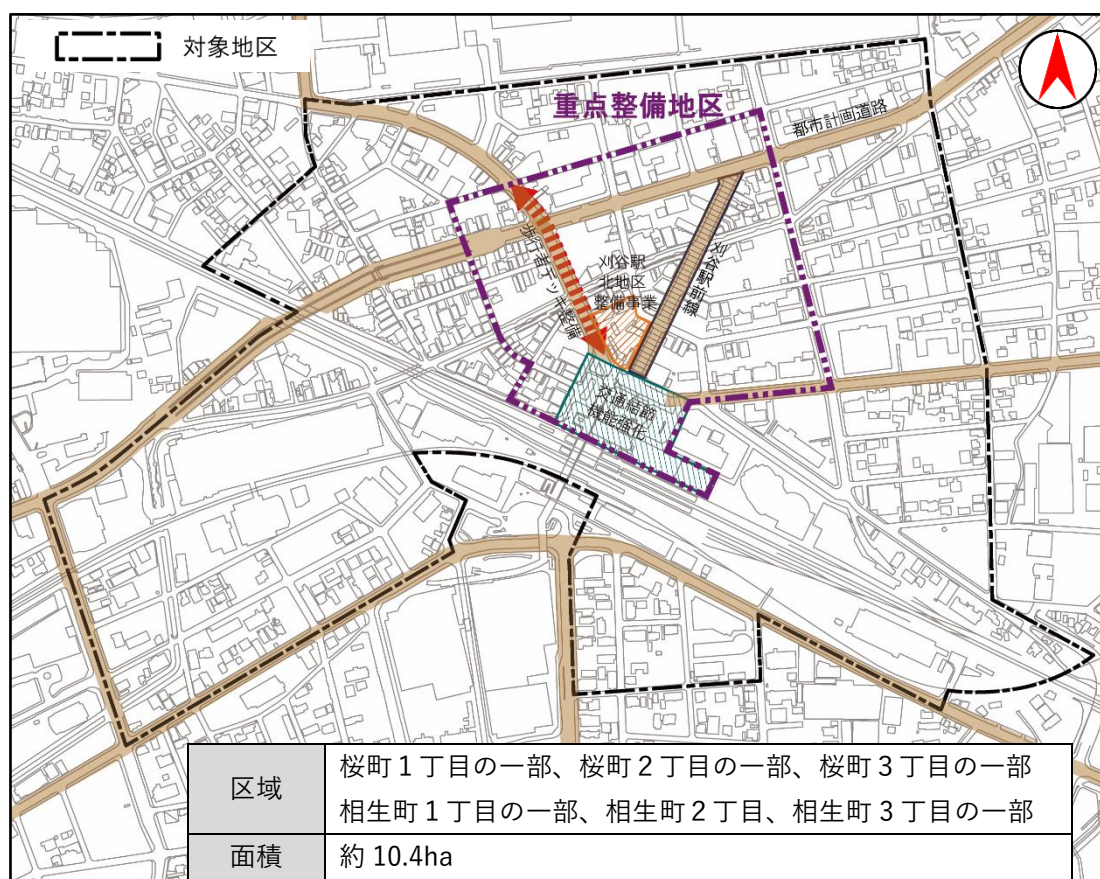 対象地区
重点整備地区
都市計画道路
歩行者デッキ整備
刈谷駅
北地区
整備事業
刈谷駅前線
交通結節
機能強化
区域
桜町1丁目の一部、桜町2丁目の一部、桜町3丁目の一部
相生町1丁目の一部、相生町2丁目、相生町3丁目の一部
面積
約10.4ha